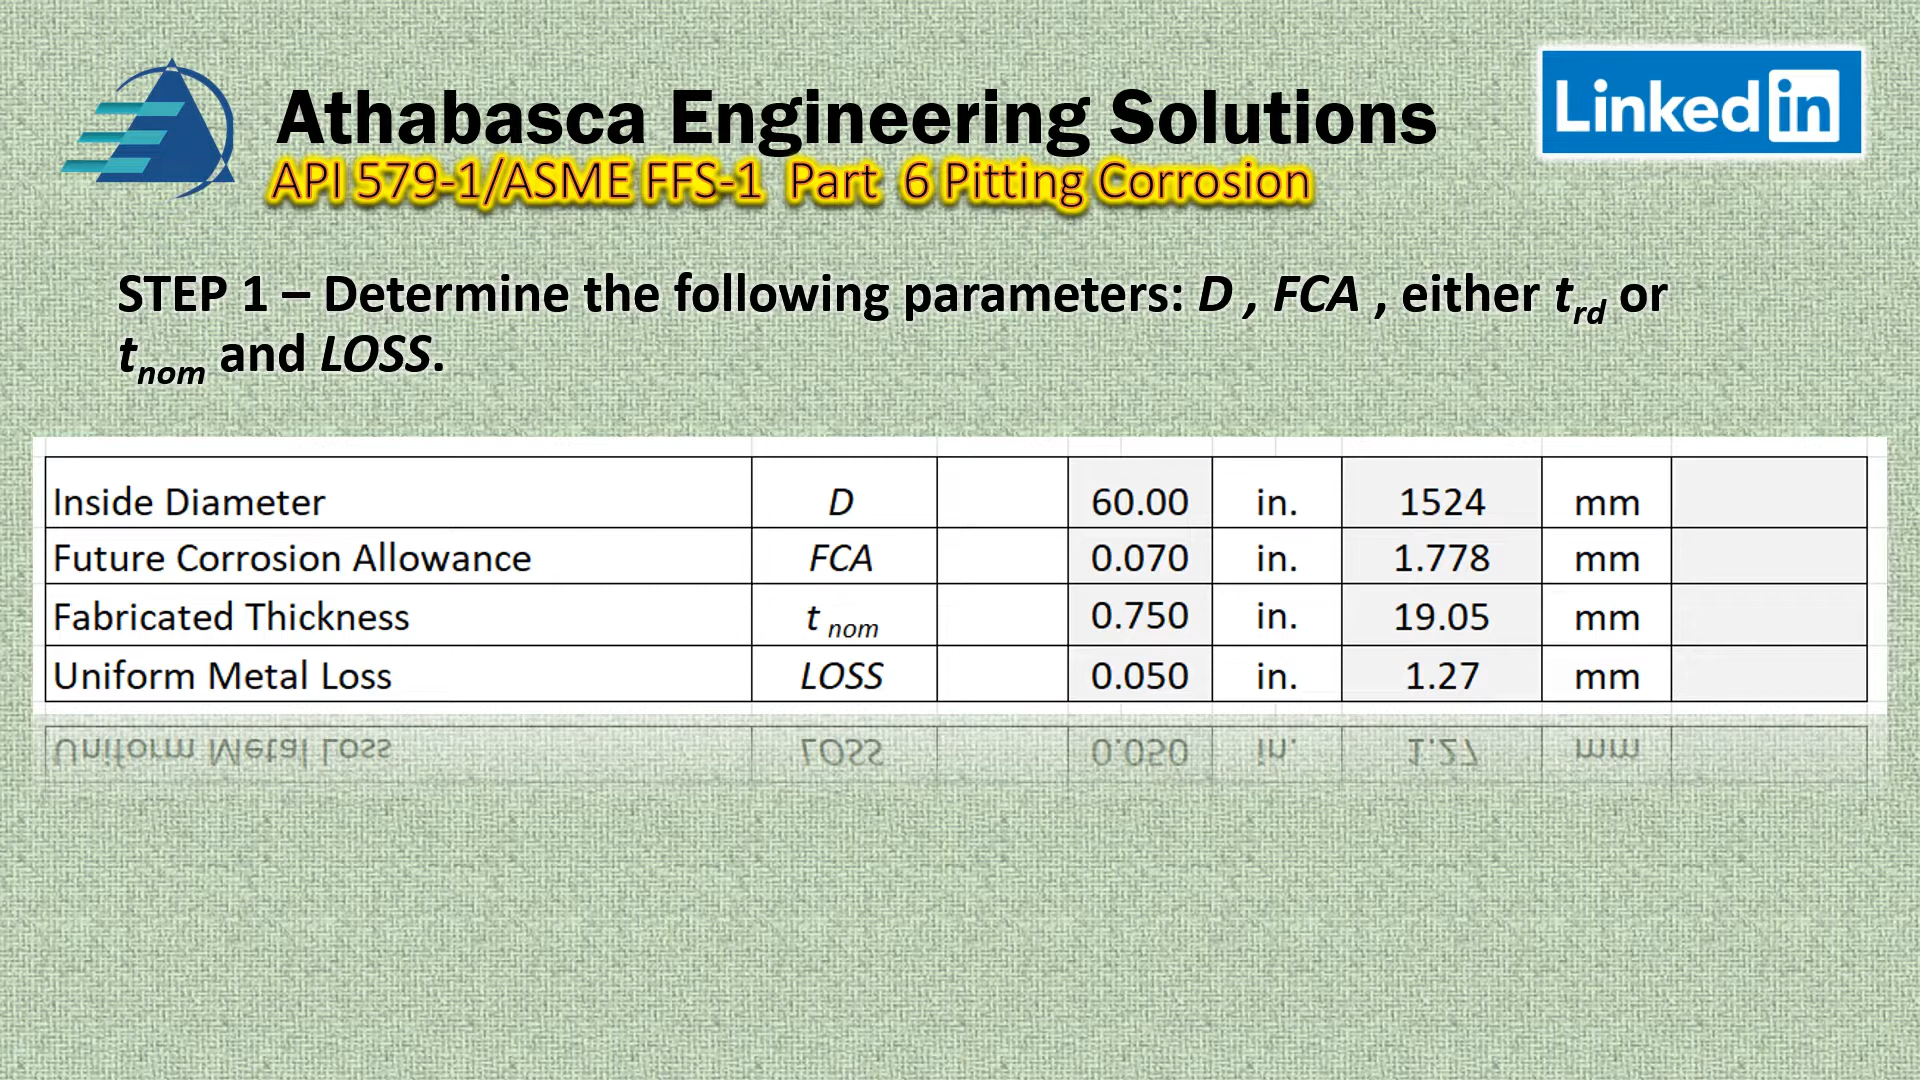 Athabasca Engineering Solutions
LinkedIn
API 579-1/ASME FFS-1 Part 6 Pitting Corrosion
STEP 1 – Determine the following parameters: D , FCA , either trd or
tnom and LOSS.
Inside Diameter D 60.00 in. 1524 mm
Future Corrosion Allowance FCA 0.070 in. 1.778 mm
Fabricated Thickness t nom 0.750 in. 19.05 mm
Uniform Metal Loss LOSS 0.050 in. 1.27 mm